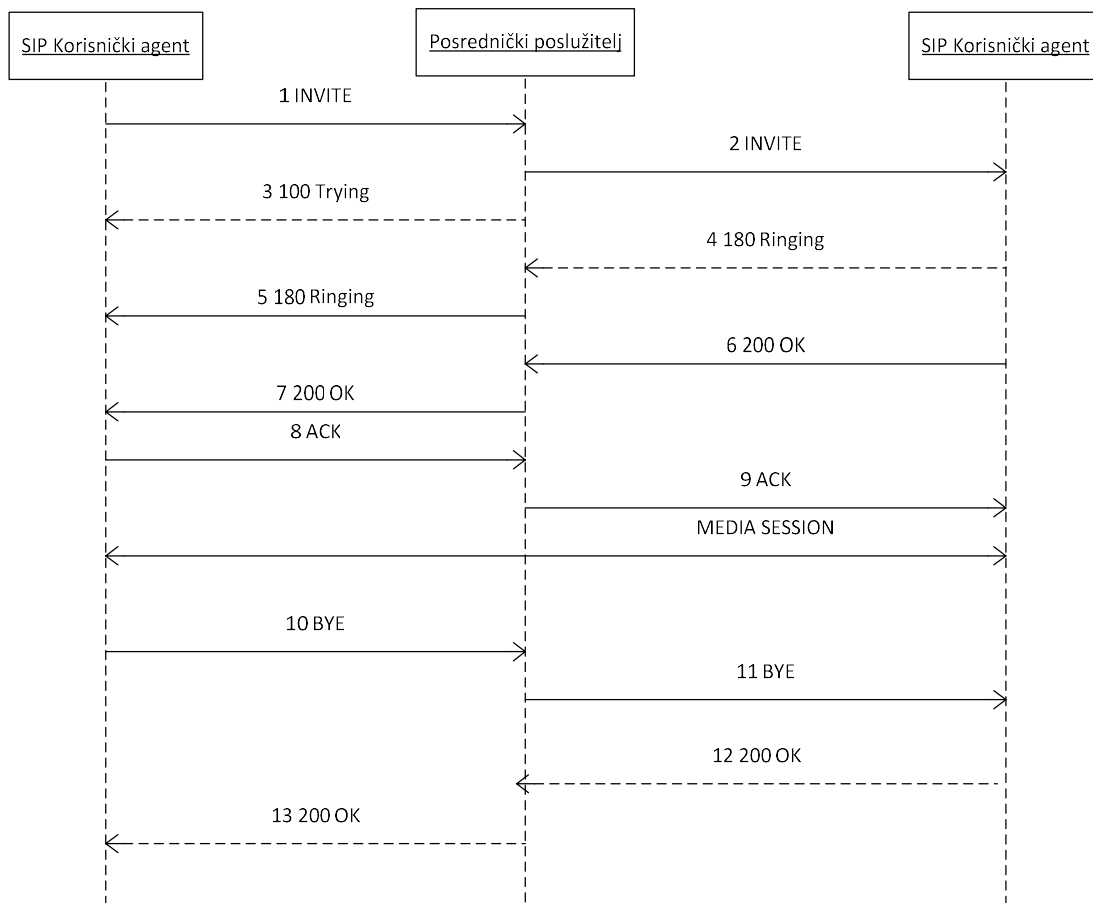 SIP Korisnički agent
Posrednički poslužitelj
SIP Korisnički agent
1 INVITE
2 INVITE
3 100 Trying
4 180 Ringing
5 180 Ringing
6 200 OK
7 200 OK
8 ACK
9 ACK
MEDIA SESSION
10 BYE
11 BYE
12 200 OK
13 200 OK